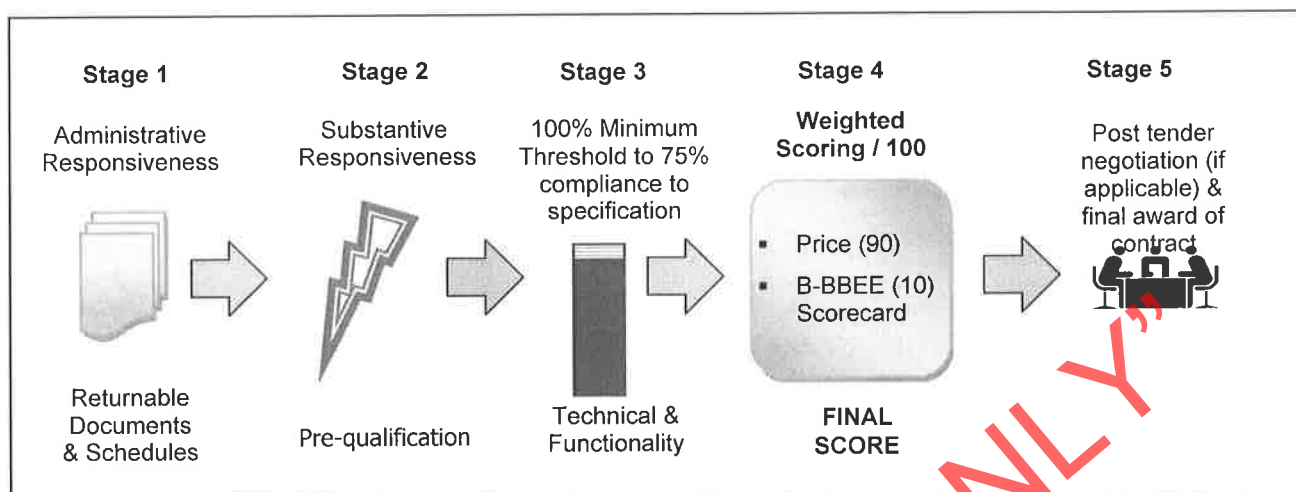 Stage 1
Administrative
Responsiveness
Returnable
Documents
& Schedules
Stage 2
Substantive
Responsiveness
Pre-qualification
Stage 3
100% Minimum
Threshold to 75%
compliance to
specification
Technical &
Functionality
Stage 4
Weighted
Scoring / 100
▪ Price (90)
▪ B-BBEE (10)
Scorecard
FINAL
SCORE
Stage 5
Post tender
negotiation (if
applicable) &
final award of
contract
NLY”